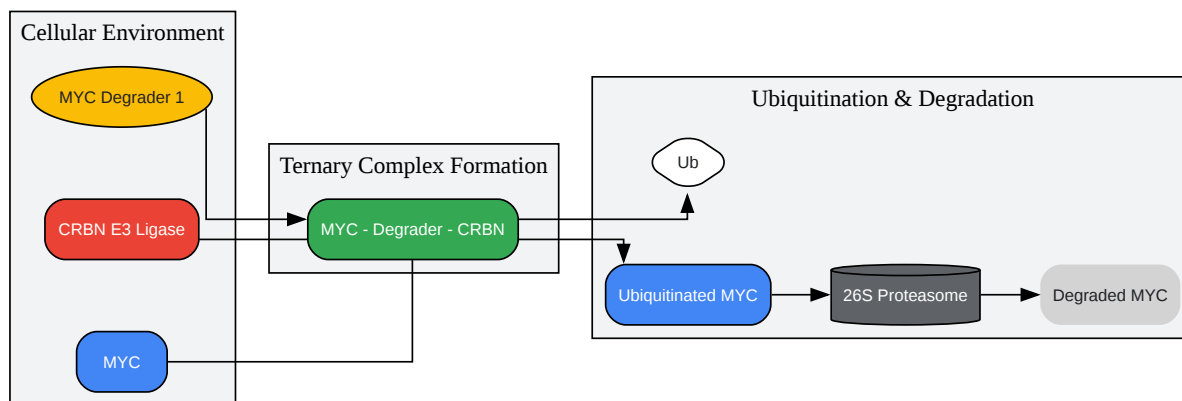 Cellular Environment
MYC Degrader 1
CRBN E3 Ligase
MYC
Ternary Complex Formation
MYC - Degrader - CRBN
Ubiquitination & Degradation
Ub
Ubiquitinated MYC
26S Proteasome
Degraded MYC